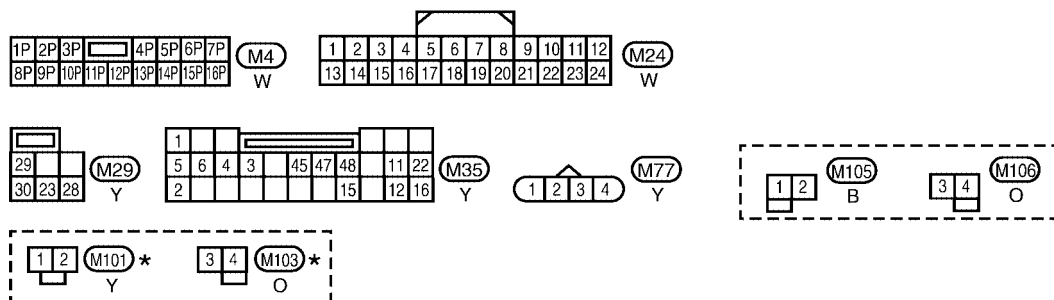 1P 2P 3P 4P 5P 6P 7P
8P 9P 10P 11P 12P 13P 14P 15P 16P
M4
W
1 2 3 4 5 6 7 8 9 10 11 12
13 14 15 16 17 18 19 20 21 22 23 24
M24
W
29
30 23 28
M29
Y
1
5 6 4 3 45 47 48 11 22
2 15 12 16
M35
Y
1 2 3 4
M77
Y
1 2
M105
B
3 4
M106
O
1 2
M101 *
Y
3 4
M103 *
O